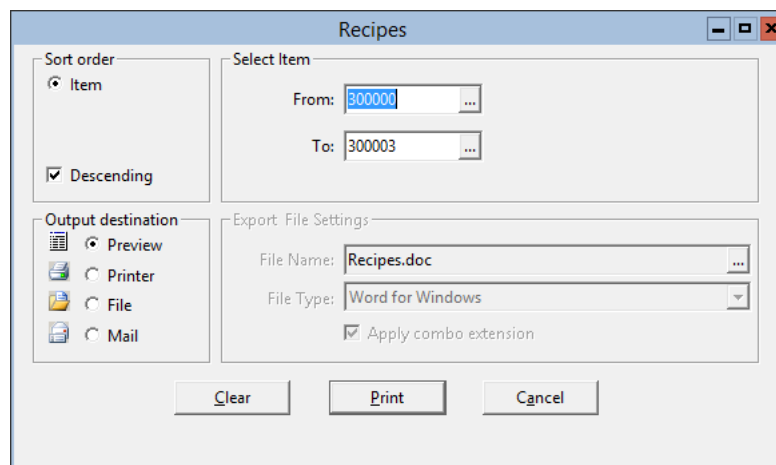 Recipes
Sort order
Item
Descending
Select Item
From: 300000 ...
To: 300003 ...
Output destination
Preview
Printer
File
Mail
Export File Settings
File Name: Recipes.doc ...
File Type: Word for Windows
Apply combo extension
Clear Print Cancel